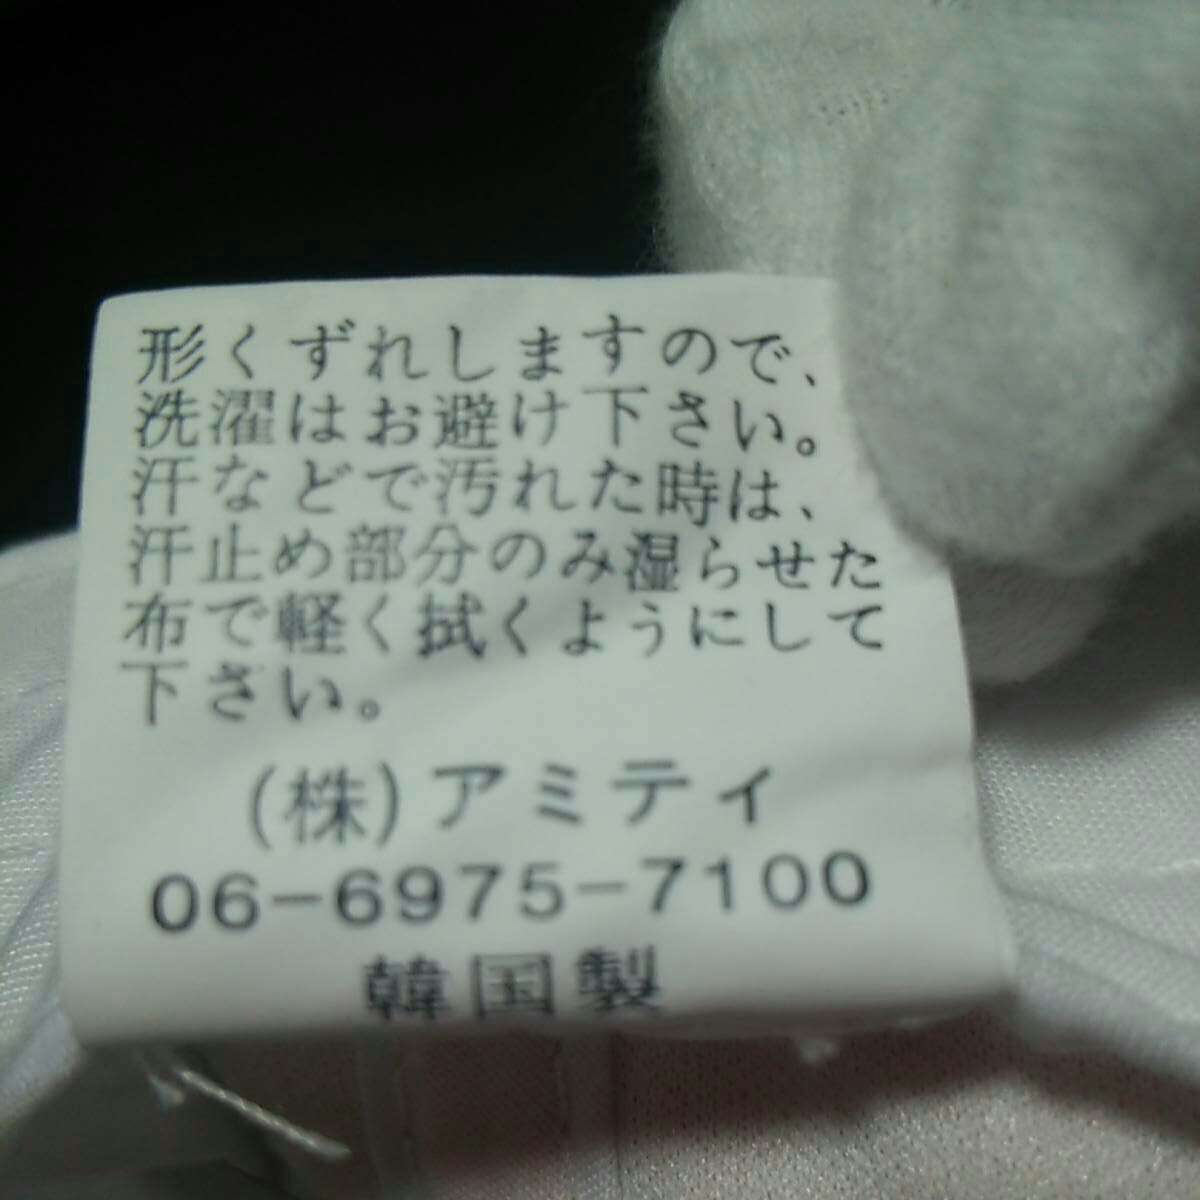 形くずれしますので、
洗濯はお避け下さい。
汗などで汚れた時は、
汗止め部分のみ湿らせた
布で軽く拭くようにして
下さい。
(株)アミティ
06-6975-7100
韓国製